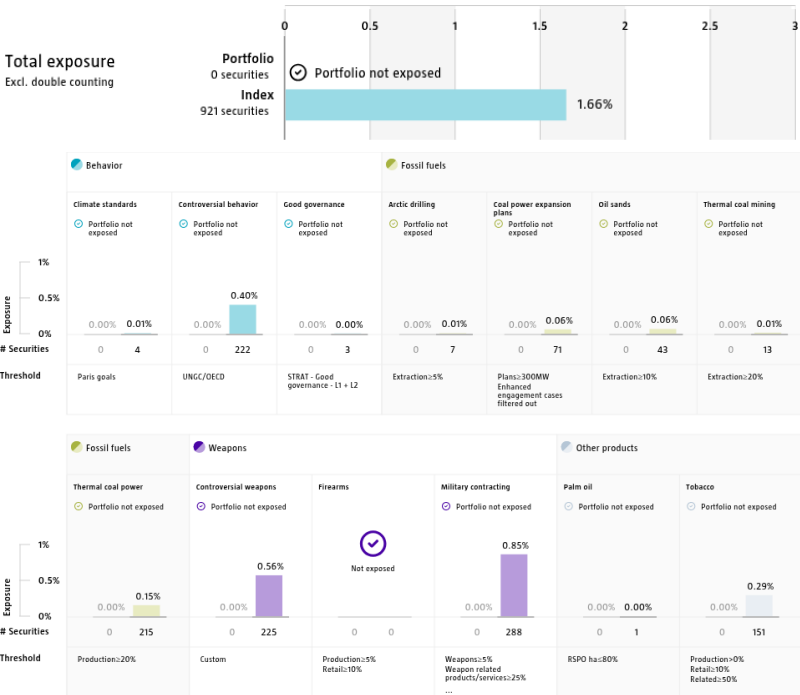 0 0.5 1 1.5 2 2.5 3
Total exposure
Excl. double counting
Portfolio
0 securities
Portfolio not exposed
Index
921 securities
1.66%
Behavior
Fossil fuels
Climate standards
Portfolio not
exposed
Controversial behavior
Portfolio not
exposed
Good governance
Portfolio not
exposed
Arctic drilling
Portfolio not
exposed
Coal power expansion
plans
Portfolio not
exposed
Oil sands
Portfolio not
exposed
Thermal coal mining
Portfolio not
exposed
Exposure
1%
0.5%
0%
0.00% 0.01%
0.00% 0.40%
0.00% 0.00%
0.00% 0.01%
0.00% 0.06%
0.00% 0.06%
0.00% 0.01%
# Securities
0 4
0 222
0 3
0 7
0 71
0 43
0 13
Threshold
Paris goals
UNGC/OECD
STRAT - Good
governance - L1 + L2
Extraction≥5%
Plans≥300MW
Enhanced
engagement cases
filtered out
Extraction≥10%
Extraction≥20%
Fossil fuels
Weapons
Other products
Thermal coal power
Portfolio not exposed
Controversial weapons
Portfolio not exposed
Firearms
Not exposed
Military contracting
Portfolio not exposed
Palm oil
Portfolio not exposed
Tobacco
Portfolio not exposed
Exposure
1%
0.5%
0%
0.00% 0.15%
0.00% 0.56%
0.00% 0.85%
0.00% 0.00%
0.00% 0.29%
# Securities
0 215
0 225
0 0
0 288
0 1
0 151
Threshold
Production≥20%
Custom
Production≥5%
Retail≥10%
Weapons≥5%
Weapon related
products/services≥25%
...
RSPO ha≤80%
Production>0%
Retail≥10%
Related≥50%